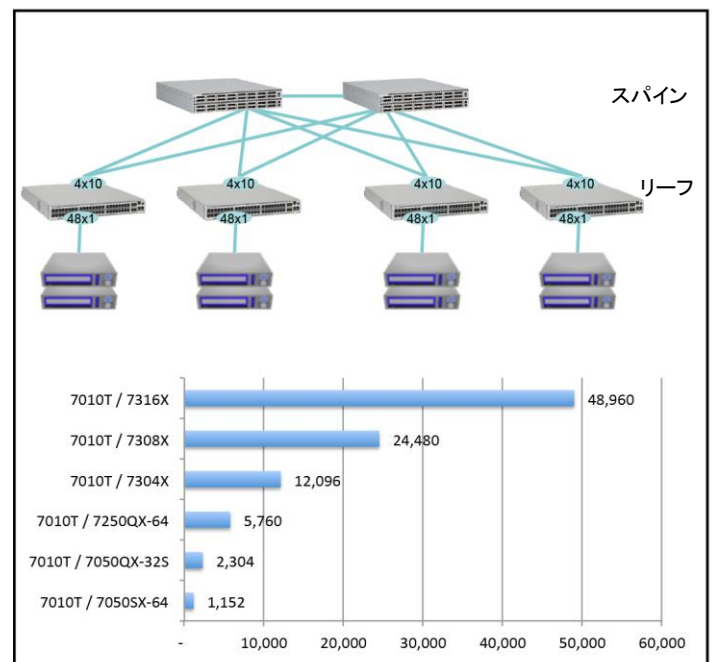 スパイン
4x10 4x10 4x10 4x10
リーフ
48x1 48x1 48x1 48x1
7010T / 7316X 48,960
7010T / 7308X 24,480
7010T / 7304X 12,096
7010T / 7250QX-64 5,760
7010T / 7050QX-32S 2,304
7010T / 7050SX-64 1,152
- 10,000 20,000 30,000 40,000 50,000 60,000